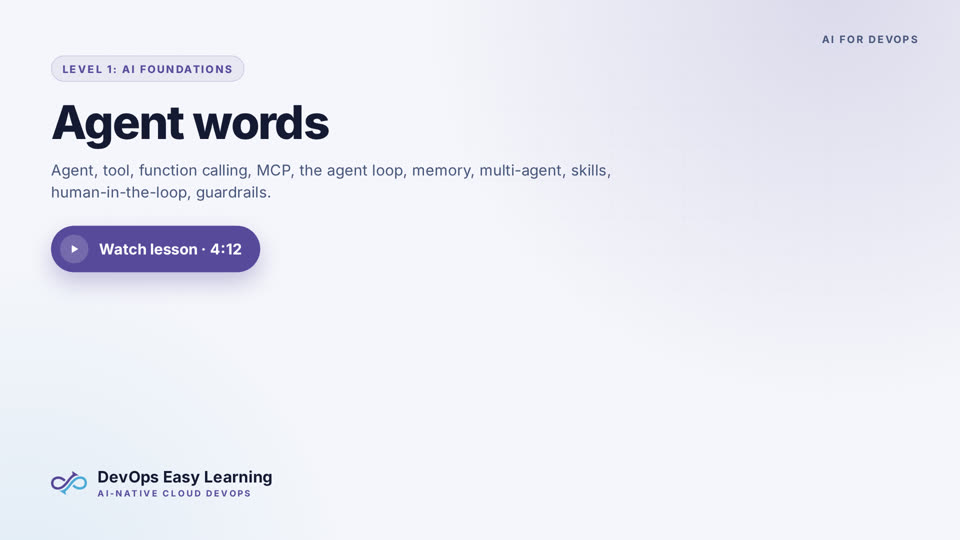 AI FOR DEVOPS
LEVEL 1: AI FOUNDATIONS
Agent words
Agent, tool, function calling, MCP, the agent loop, memory, multi-agent, skills,
human-in-the-loop, guardrails.
Watch lesson · 4:12
DevOps Easy Learning
AI-NATIVE CLOUD DEVOPS